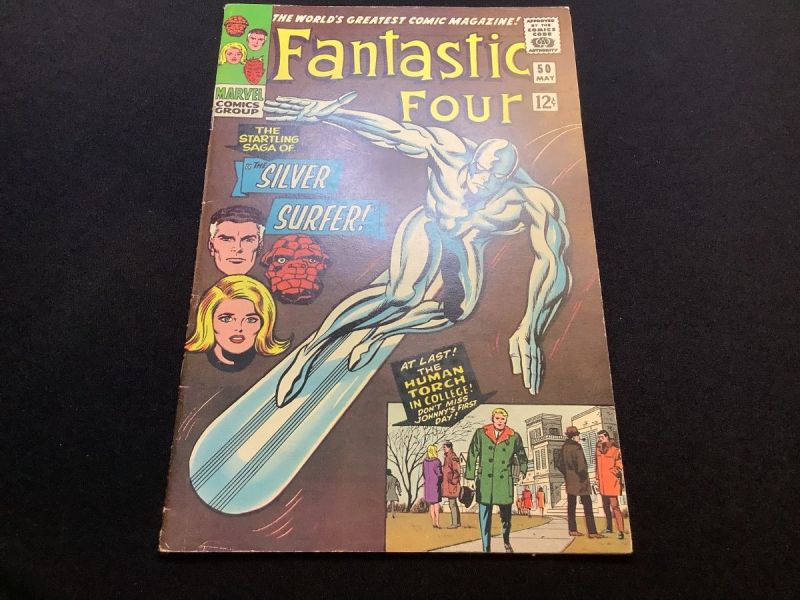 THE WORLD'S GREATEST COMIC MAGAZINE!
APPROVED
BY THE
COMICS
CODE
AUTHORITY
Fantastic
Four
50
MAY
12¢
MARVEL
COMICS
GROUP
THE
STARTLING
SAGA OF
THE
SILVER
SURFER!
AT LAST!
THE
HUMAN
TORCH
IN COLLEGE!
DON'T MISS
JOHNNY'S FIRST
DAY!